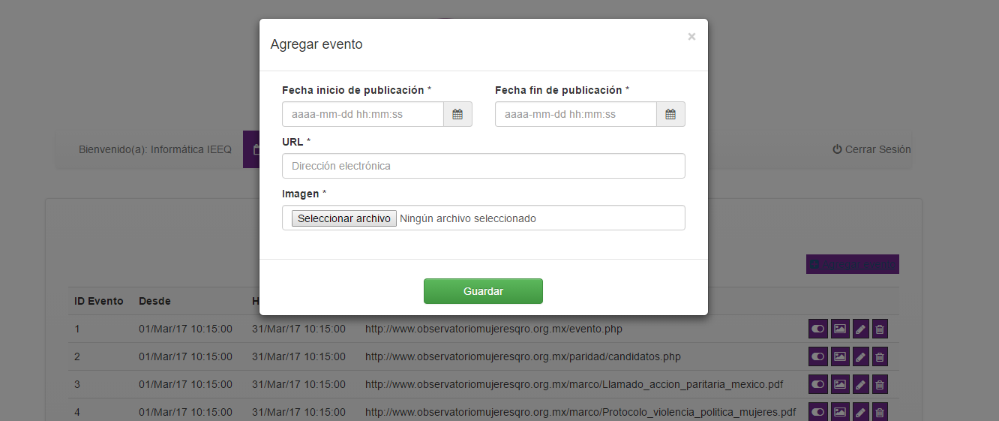 Agregar evento
×
Fecha inicio de publicación * Fecha fin de publicación *
aaaa-mm-dd hh:mm:ss aaaa-mm-dd hh:mm:ss
URL *
Bienvenido(a): Informática IEEQ Cerrar Sesión
Dirección electrónica
Imagen *
Seleccionar archivo Ningún archivo seleccionado
Agregar evento
Guardar
ID Evento Desde H
1 01/Mar/17 10:15:00 31/Mar/17 10:15:00 http://www.observatoriomujeresqro.org.mx/evento.php
2 01/Mar/17 10:15:00 31/Mar/17 10:15:00 http://www.observatoriomujeresqro.org.mx/paridad/candidatos.php
3 01/Mar/17 10:15:00 31/Mar/17 10:15:00 http://www.observatoriomujeresqro.org.mx/marco/Llamado_accion_paritaria_mexico.pdf
4 01/Mar/17 10:15:00 31/Mar/17 10:15:00 http://www.observatoriomujeresqro.org.mx/marco/Protocolo_violencia_politica_mujeres.pdf